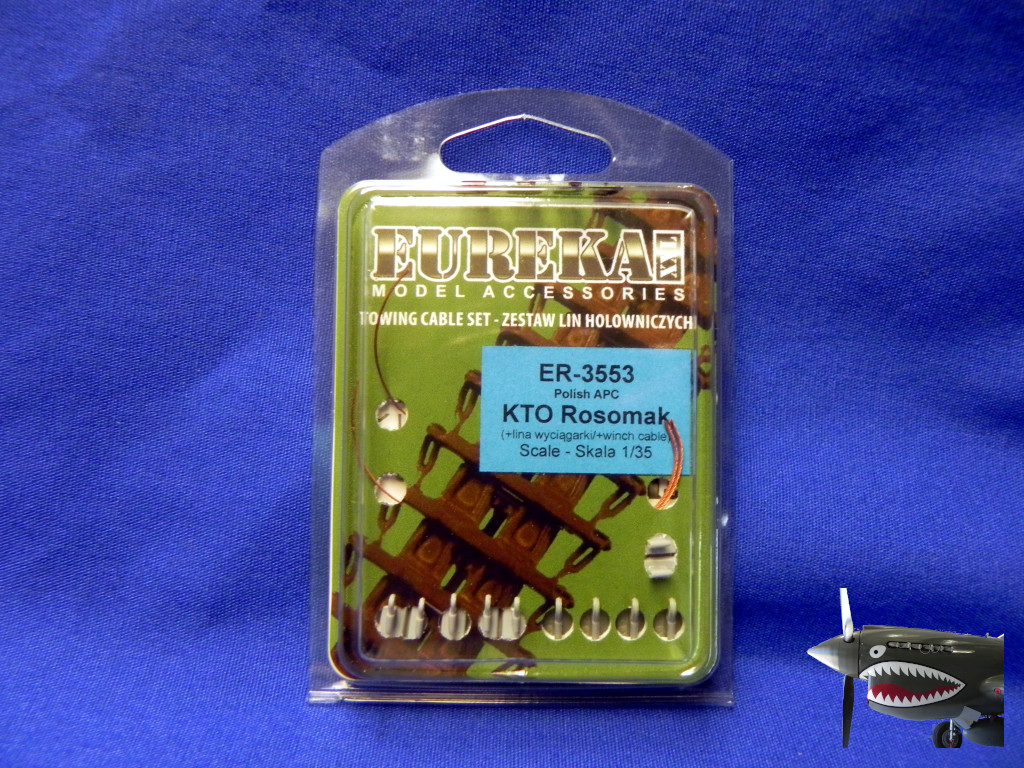 EUREKA XXL
MODEL ACCESSORIES
TOWING CABLE SET - ZESTAW LIN HOLOWNICZYCH
ER-3553
Polish APC
KTO Rosomak
(+lina wyciągarki/+winch cable)
Scale - Skala 1/35